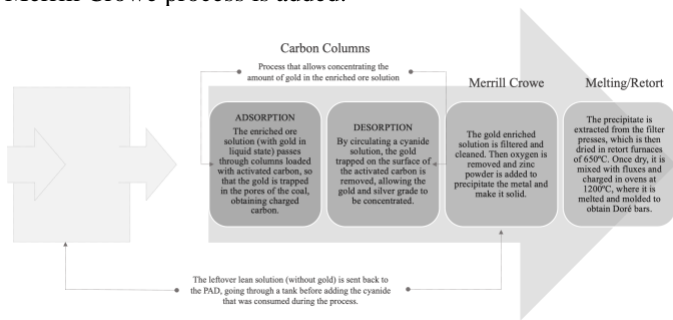 Merrill Crowe process is added.
Carbon Columns
Process that allows concentrating the
amount of gold in the enriched ore solution
Merrill Crowe
Melting/Retort
ADSORPTION
The enriched ore
solution (with gold in
liquid state) passes
through columns loaded
with activated carbon, so
that the gold is trapped
in the pores of the coal,
obtaining charged
carbon.
DESORPTION
By circulating a cyanide
solution, the gold
trapped on the surface of
the activated carbon is
removed, allowing the
gold and silver grade to
be concentrated.
The gold enriched
solution is filtered and
cleaned. Then oxygen is
removed and zinc
powder is added to
precipitate the metal and
make it solid.
The precipitate is
extracted from the filter
presses, which is then
dried in retort furnaces
of 650ºC. Once dry, it is
mixed with fluxes and
charged in ovens at
1200ºC, where it is
melted and molded to
obtain Doré bars.
The leftover lean solution (without gold) is sent back to
the PAD, going through a tank before adding the cyanide
that was consumed during the process.